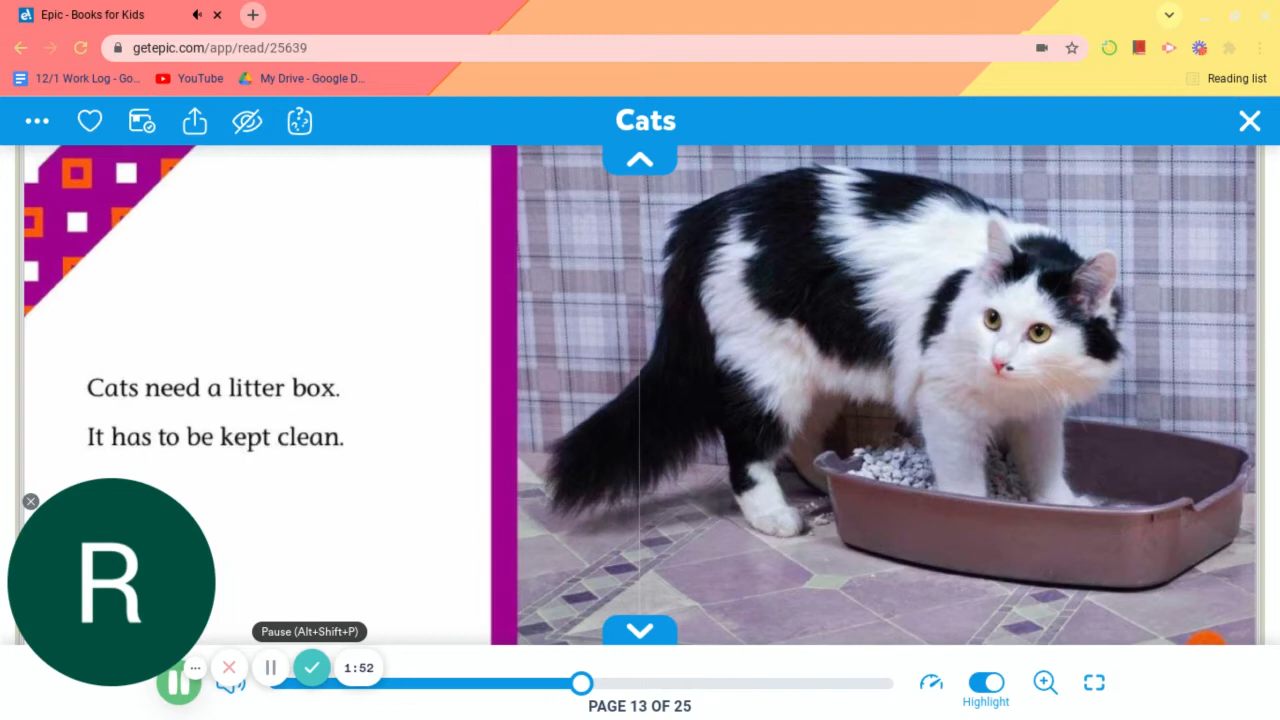 Epic - Books for Kids
getepic.com/app/read/25639
12/1 Work Log - Go...
YouTube
My Drive - Google D...
Reading list
Cats
Cats need a litter box.
It has to be kept clean.
R
Pause (Alt+Shift+P)
1:52
PAGE 13 OF 25
Highlight